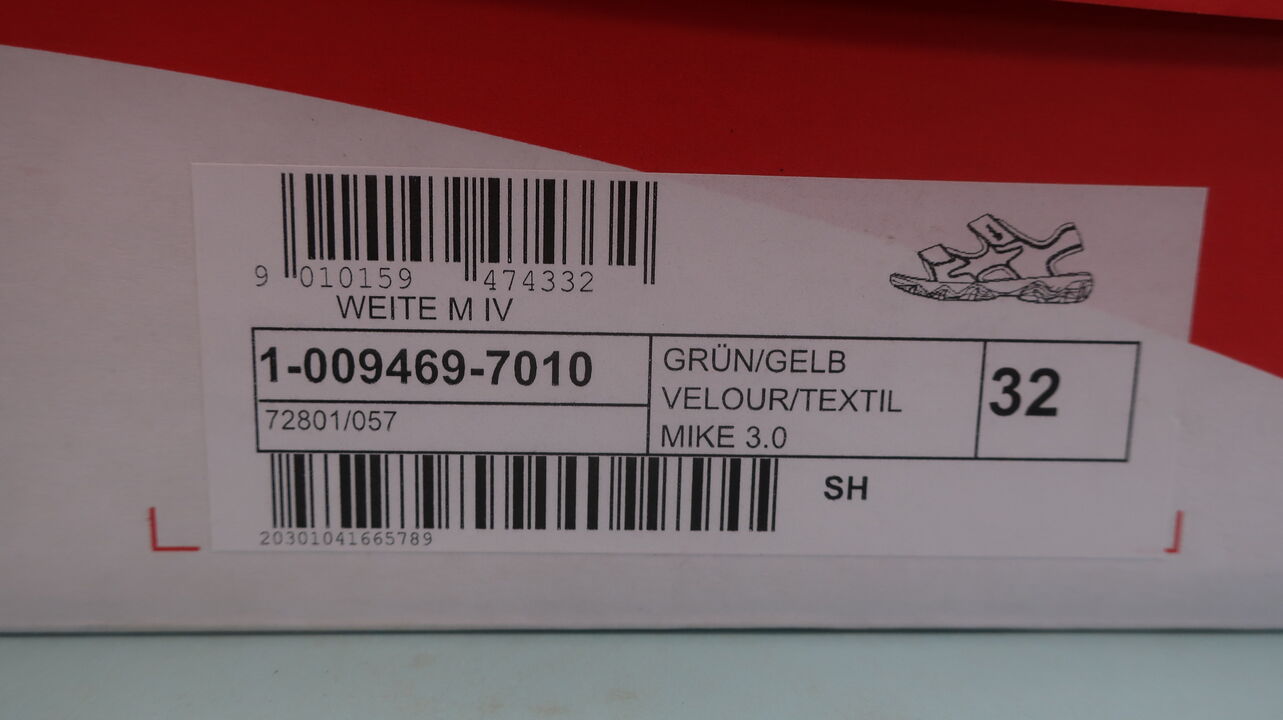 9 010159 474332
WEITE M IV
1-009469-7010
72801/057
GRÜN/GELB
VELOUR/TEXTIL
MIKE 3.0
32
SH
20301041665789